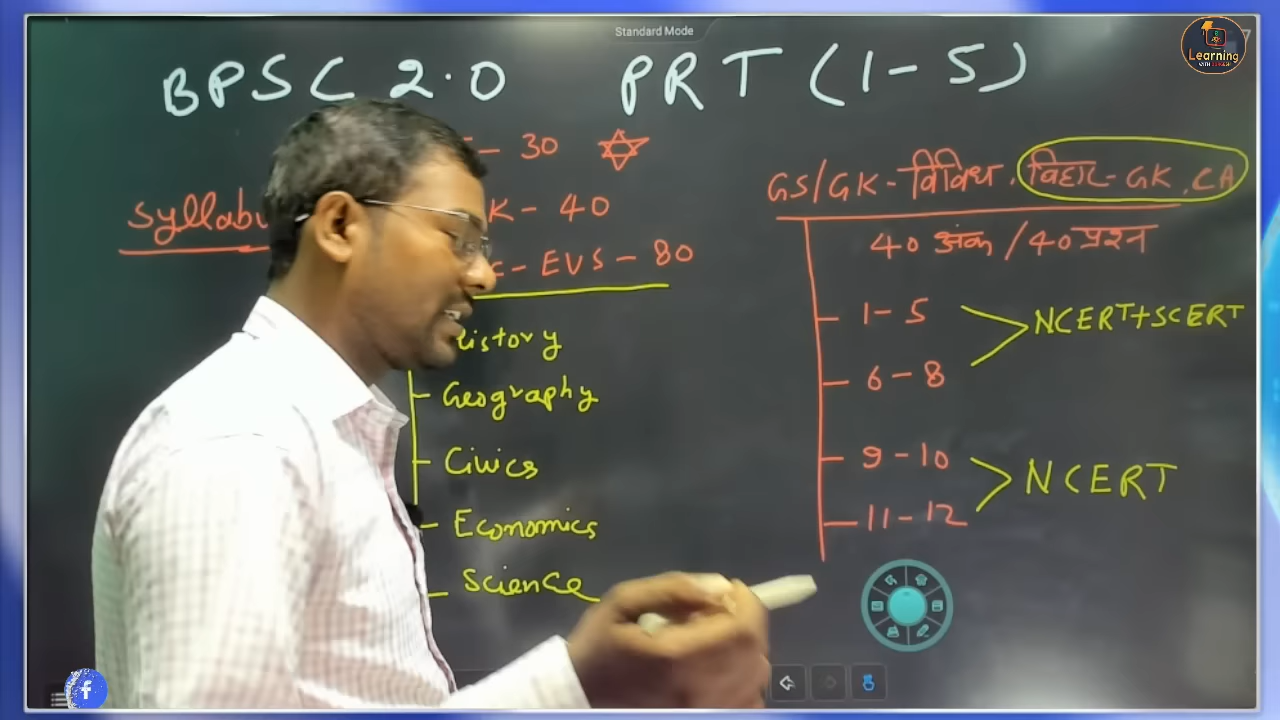 Standard Mode
Learning
BPSC 2.0 PRT (1-5)
- 30
Syllabu
K - 40
- EVS - 80
istory
Geography
Civics
Economics
Science
GS/GK - विविध, बिहार - GK, CA
40 अंक / 40 प्रश्न
1-5
6-8
NCERT+SCERT
9-10
11-12
NCERT
f